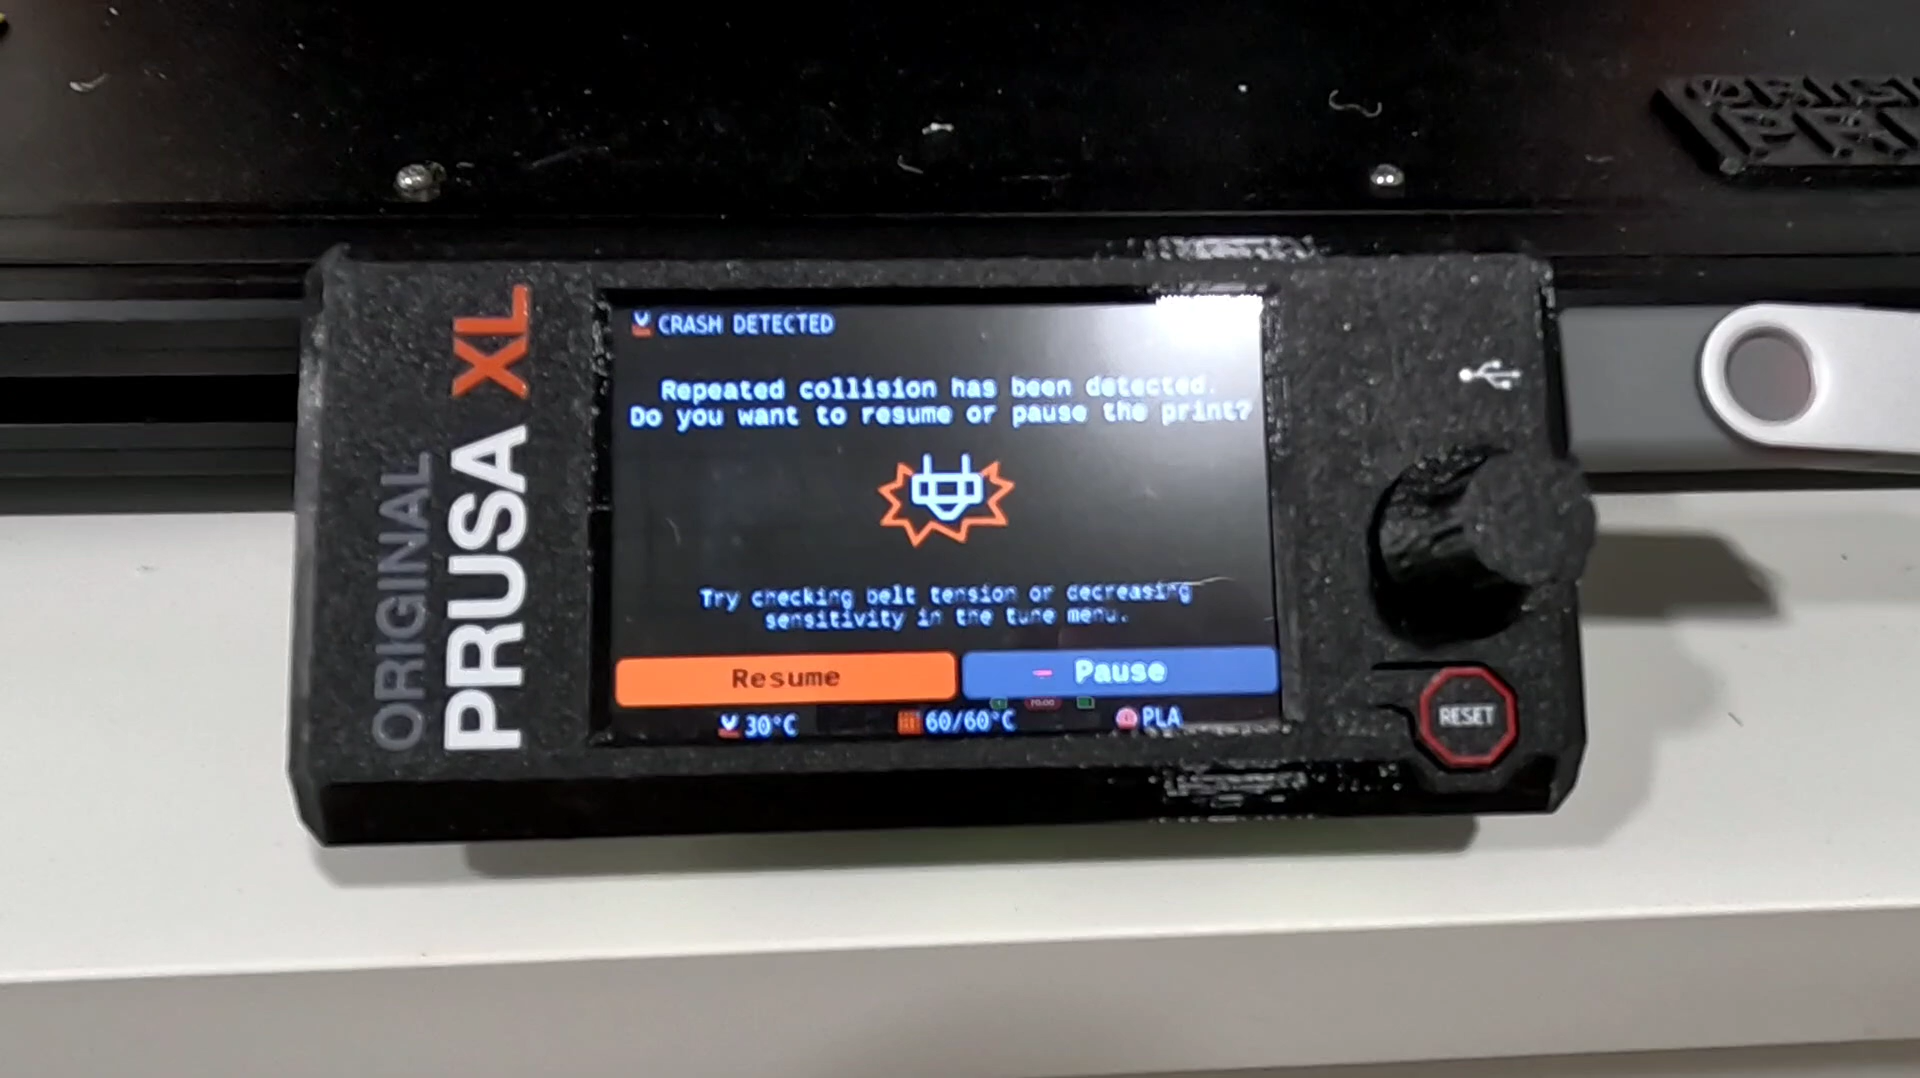 ORIGINAL
PRUSA XL
CRASH DETECTED
Repeated collision has been detected.
Do you want to resume or pause the print?
Try checking belt tension or decreasing
sensitivity in the tune menu.
Resume
Pause
30°C
60/60°C
PLA
RESET